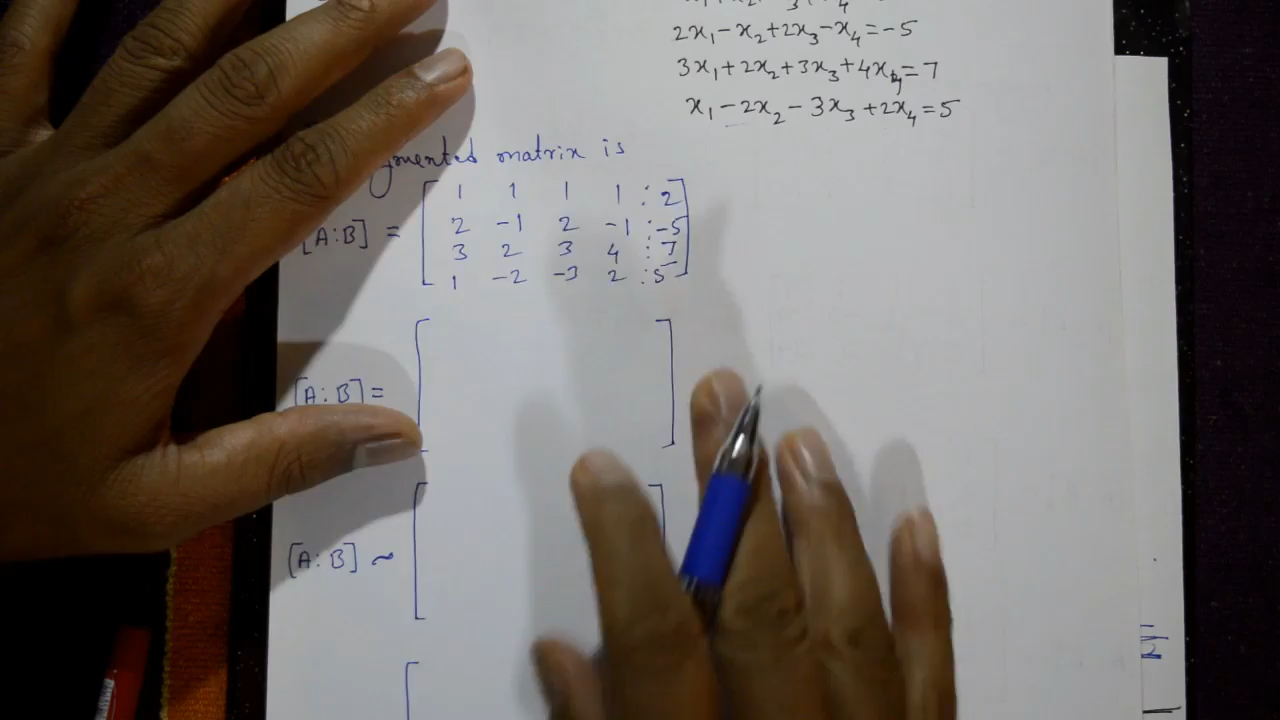 2x₁ - x₂ + 2x₃ - x₄ = -5
3x₁ + 2x₂ + 3x₃ + 4x₄ = 7
x₁ - 2x₂ - 3x₃ + 2x₄ = 5
matrix is
[A:B] = [ 1 1 1 1 : 2
2 -1 2 -1 : -5
3 2 3 4 : 7
1 -2 -3 2 : 5 ]
[A:B] = [ ]
[A:B] ~ [ ]
[